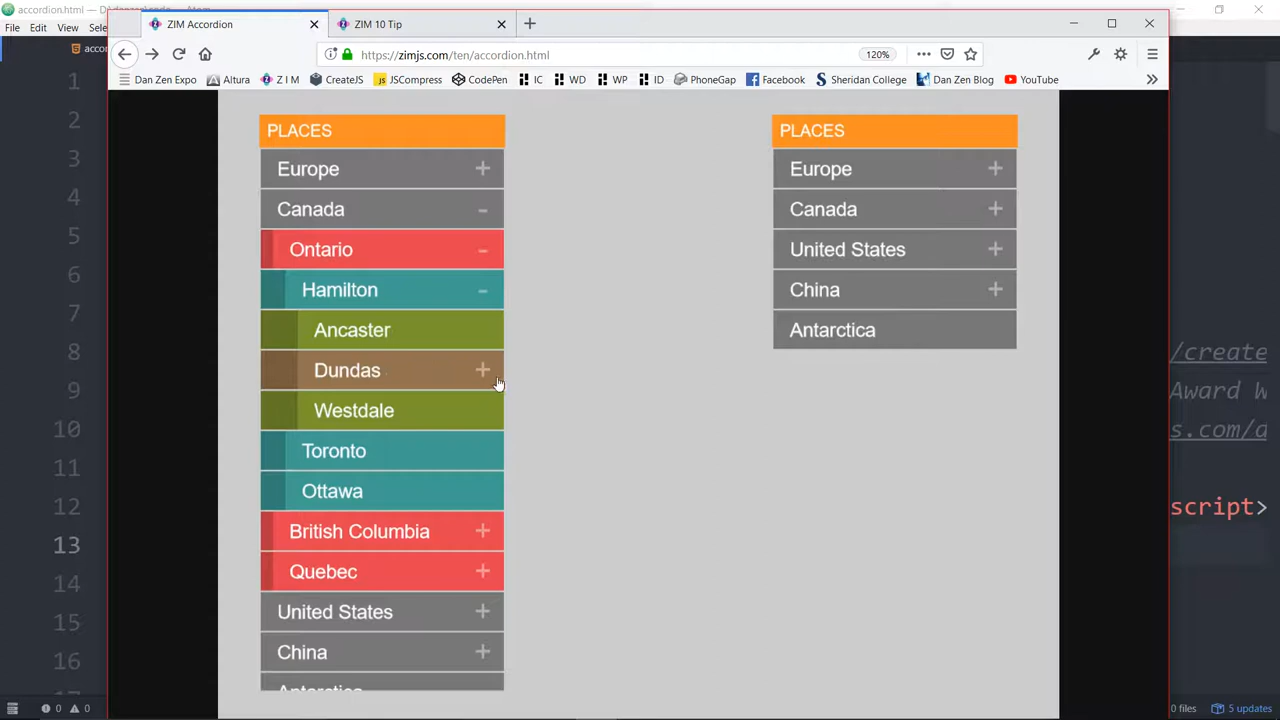 accordion.html —
File Edit View Sel
ZIM Accordion
ZIM 10 Tip
https://zimjs.com/ten/accordion.html
120%
Dan Zen Expo Altura Z I M CreateJS JSCompress CodePen IC WD WP ID PhoneGap Facebook Sheridan College Dan Zen Blog YouTube
accor
PLACES
Europe +
Canada -
Ontario -
Hamilton -
Ancaster
Dundas +
Westdale
Toronto
Ottawa
British Columbia +
Quebec +
United States +
China +
Antarctica
PLACES
Europe +
Canada +
United States +
China +
Antarctica
1
2
3
4
5
6
7
8
9
10
11
12
13
14
15
16
/create
Award W
s.com/a
script>
0 0
0 files 5 updates